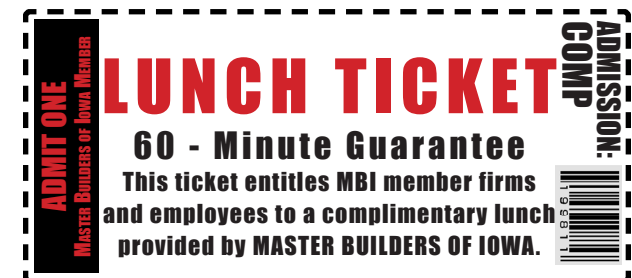 ADMIT ONE
MASTER BUILDERS OF IOWA MEMBER
LUNCH TICKET
60 - Minute Guarantee
This ticket entitles MBI member firms
and employees to a complimentary lunch
provided by MASTER BUILDERS OF IOWA.
ADMISSION:
COMP
199811